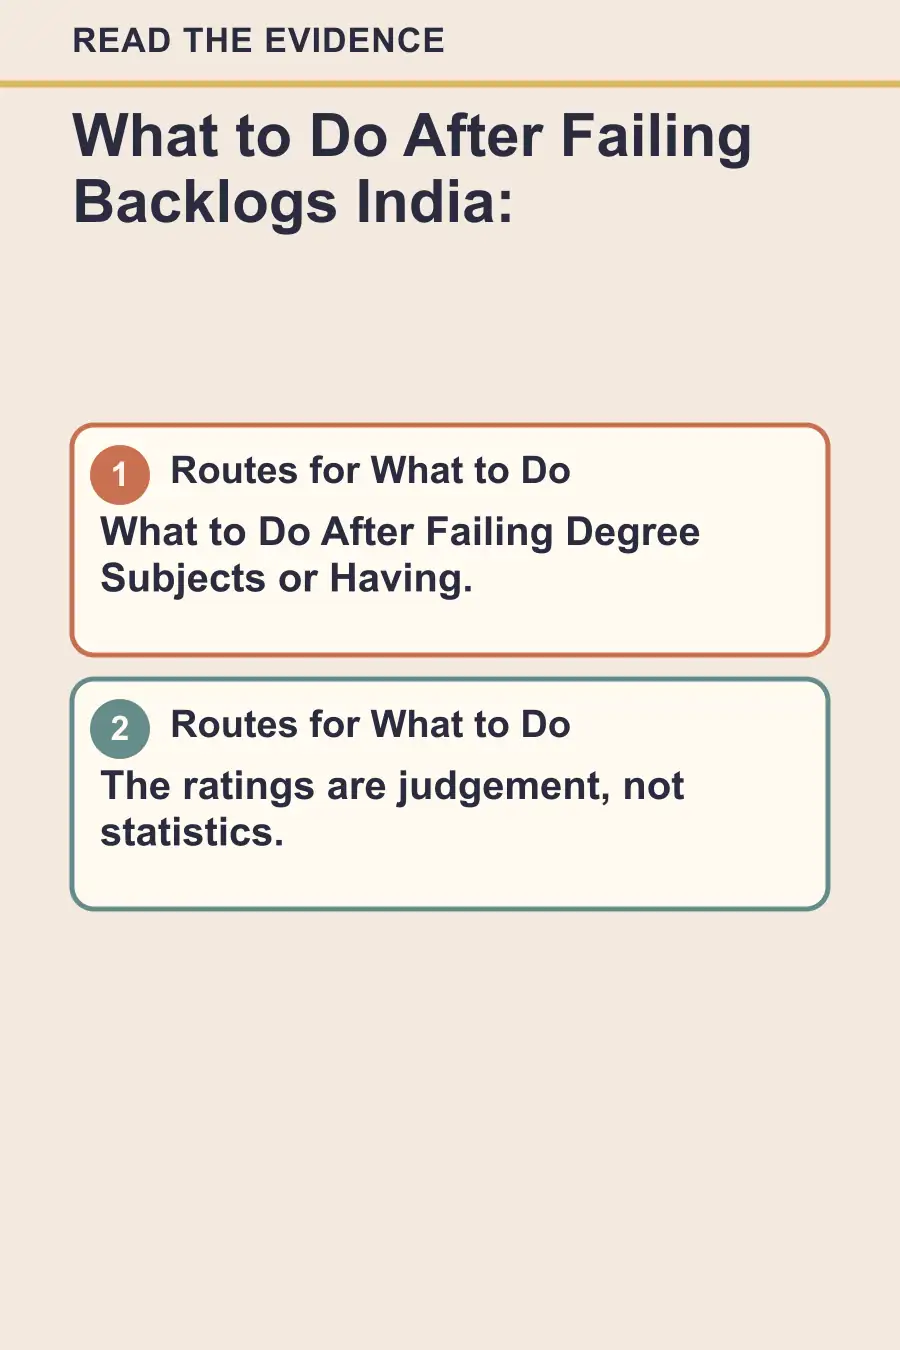 READ THE EVIDENCE
What to Do After Failing
Backlogs India:
1 Routes for What to Do
What to Do After Failing Degree
Subjects or Having.
2 Routes for What to Do
The ratings are judgement, not
statistics.